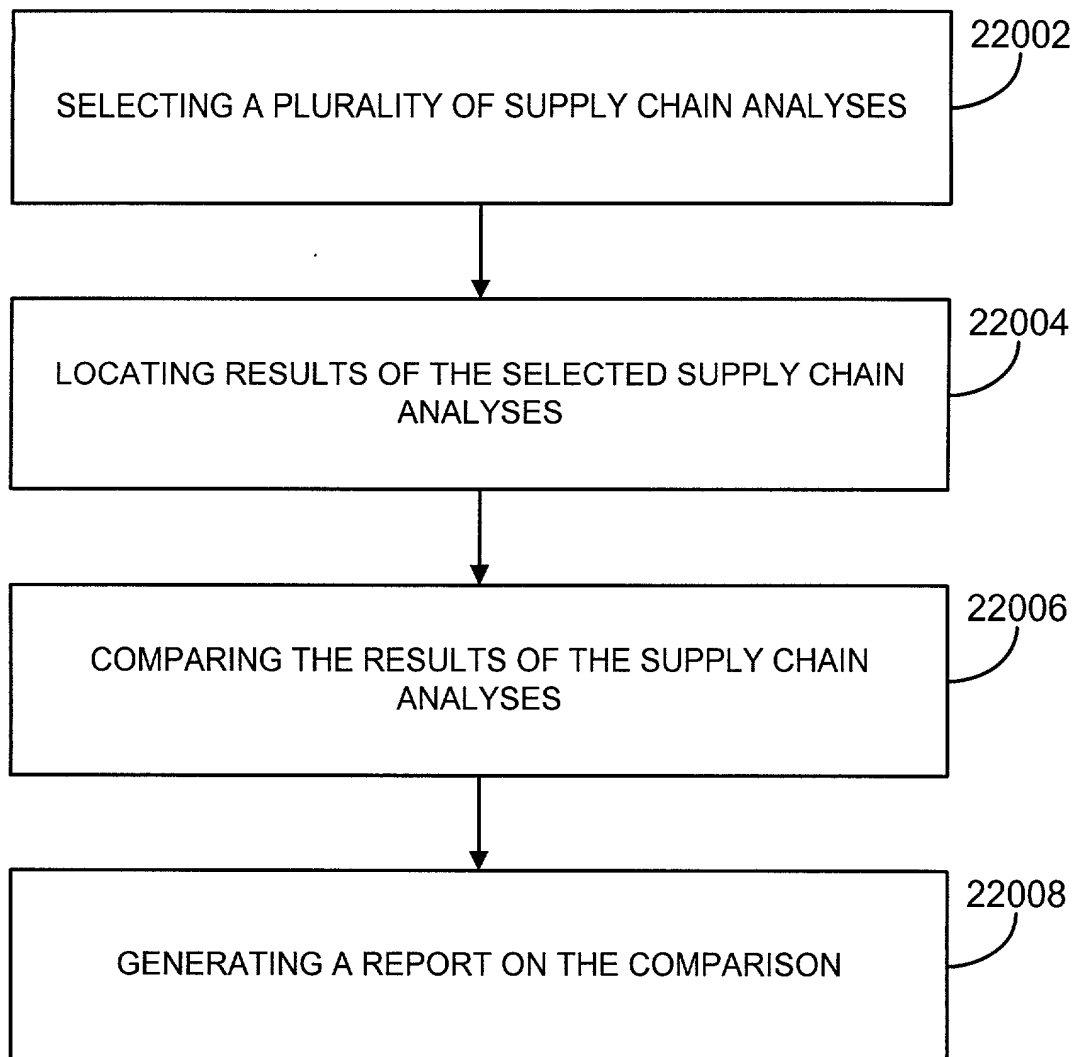 22002
SELECTING A PLURALITY OF SUPPLY CHAIN ANALYSES
22004
LOCATING RESULTS OF THE SELECTED SUPPLY CHAIN
ANALYSES
22006
COMPARING THE RESULTS OF THE SUPPLY CHAIN
ANALYSES
22008
GENERATING A REPORT ON THE COMPARISON